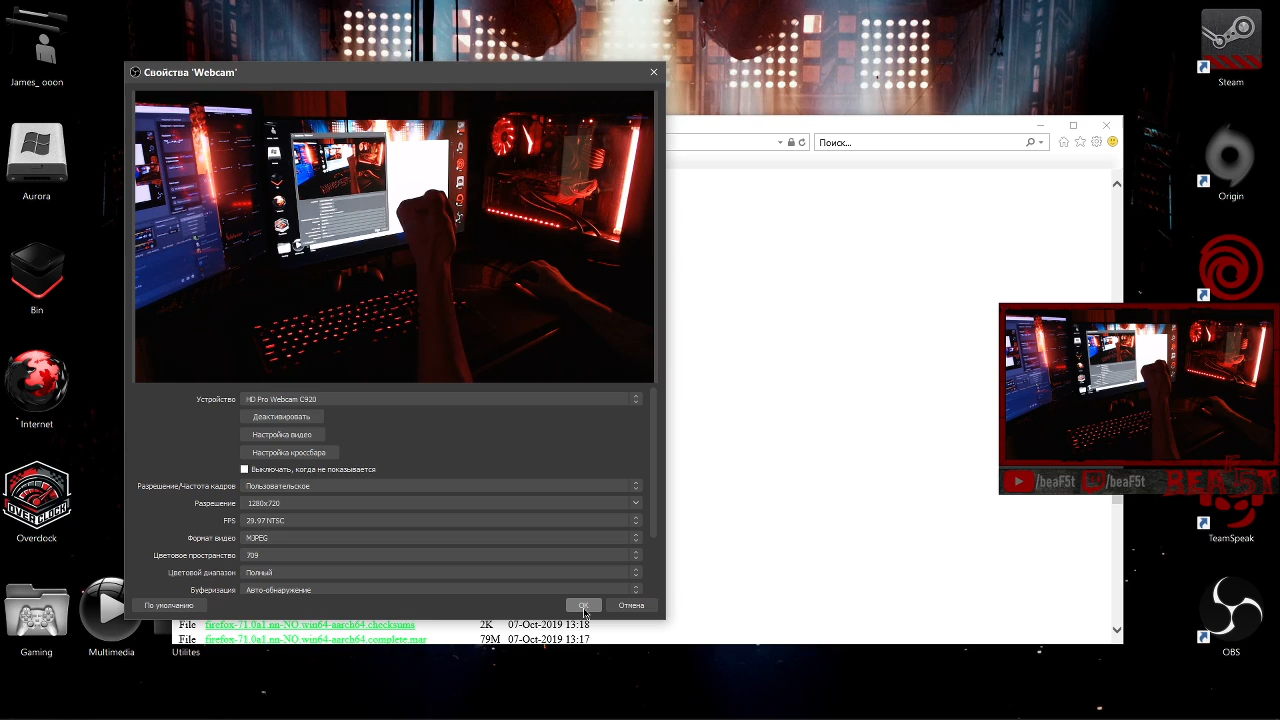 James_ ooon
Aurora
Bin
Internet
OVERCLOCK
Overclock
Gaming
Multimedia
Utilites
Свойства 'Webcam'
Устройство HD Pro Webcam C920
Деактивировать
Настройка видео
Настройка кроссбара
Выключать, когда не показывается
Разрешение/Частота кадров Пользовательское
Разрешение 1280x720
FPS 29.97 NTSC
Формат видео MJPEG
Цветовое пространство 709
Цветовой диапазон Полный
Буферизация Авто-обнаружение
По умолчанию OK Отмена
Поиск...
File firefox-71.0a1.nn-NO.win64-aarch64.checksums 2K 07-Oct-2019 13:18
File firefox-71.0a1.nn-NO.win64-aarch64.complete.mar 79M 07-Oct-2019 13:17
/beaF5t /beaF5t BEA5T
Steam
Origin
TeamSpeak
OBS